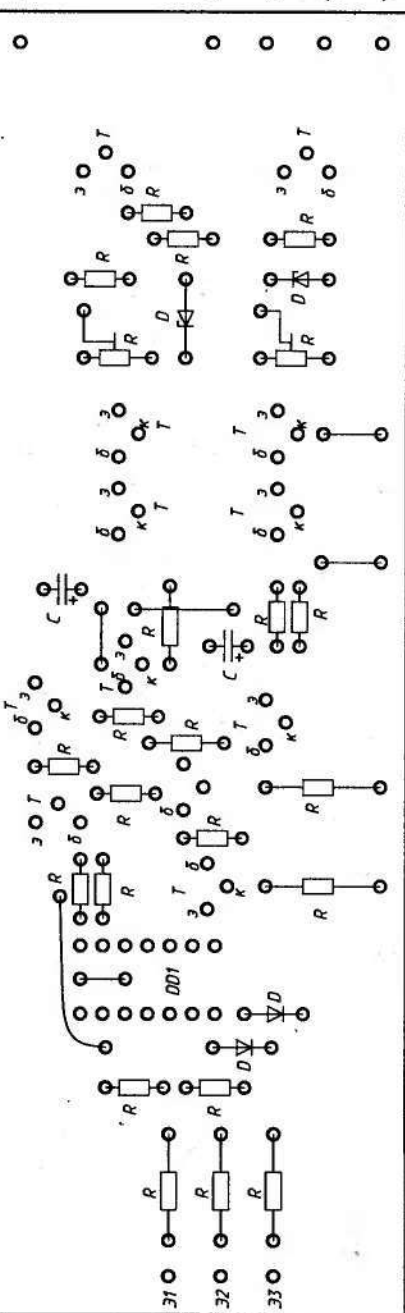 T T
э э
б б
R R
R R
D D
R R
э э
к T T к
б б
э э
T T
к к
б б
C R R R
э
C
T б к
э T к б
R R
э T к б
R R
T R б R
э б R
R R б T к э R
DD1
D
D
R R
R R R
31 32 33